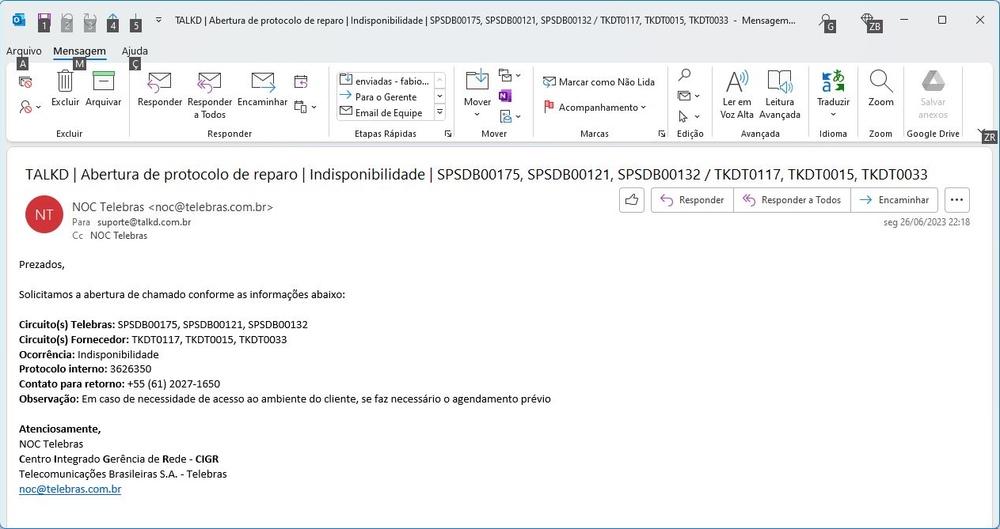 TALKD | Abertura de protocolo de reparo | Indisponibilidade | SPSDB00175, SPSDB00121, SPSDB00132 / TKDT0117, TKDT0015, TKDT0033 - Mensagem...
1 2 3 4 5 G ZB
Arquivo Mensagem Ajuda
A M Ç
Excluir Arquivar
Excluir
Responder Responder a Todos Encaminhar
Responder
enviadas - fabio...
Para o Gerente
Email de Equipe
Etapas Rápidas
Mover
Mover
Marcar como Não Lida
Acompanhamento
Marcas
Edição
Ler em Voz Alta Leitura Avançada
Avançada
Traduzir
Idioma
Zoom
Zoom
Salvar anexos
Google Drive
ZR
TALKD | Abertura de protocolo de reparo | Indisponibilidade | SPSDB00175, SPSDB00121, SPSDB00132 / TKDT0117, TKDT0015, TKDT0033
NT
NOC Telebras <noc@telebras.com.br>
Para suporte@talkd.com.br
Cc NOC Telebras
Responder Responder a Todos Encaminhar ...
seg 26/06/2023 22:18
Prezados,
Solicitamos a abertura de chamado conforme as informações abaixo:
Circuito(s) Telebras: SPSDB00175, SPSDB00121, SPSDB00132
Circuito(s) Fornecedor: TKDT0117, TKDT0015, TKDT0033
Ocorrência: Indisponibilidade
Protocolo interno: 3626350
Contato para retorno: +55 (61) 2027-1650
Observação: Em caso de necessidade de acesso ao ambiente do cliente, se faz necessário o agendamento prévio
Atenciosamente,
NOC Telebras
Centro Integrado Gerência de Rede - CIGR
Telecomunicações Brasileiras S.A. - Telebras
noc@telebras.com.br